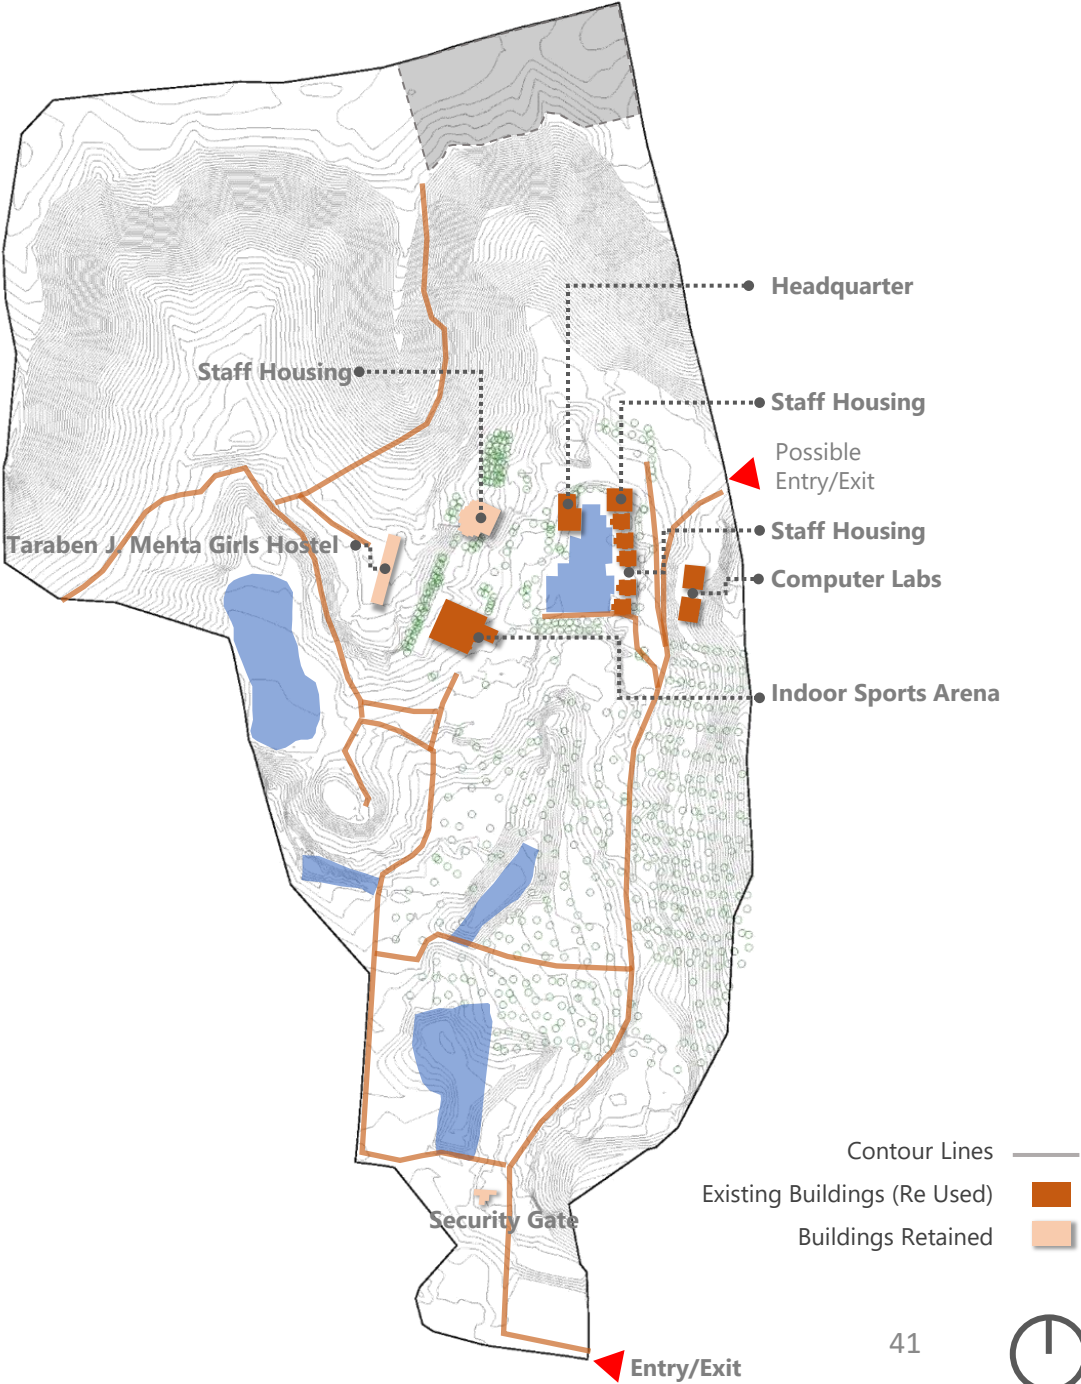 Headquarter
Staff Housing
Staff Housing
Possible
Entry/Exit
Staff Housing
Taraben J. Mehta Girls Hostel
Computer Labs
Indoor Sports Arena
Contour Lines
Existing Buildings (Re Used)
Security Gate
Buildings Retained
41
Entry/Exit